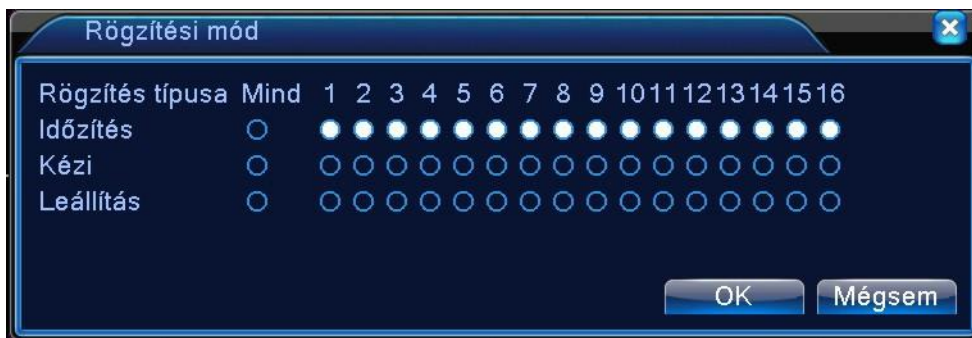 Rögzítési mód
Rögzítés típusa Mind 1 2 3 4 5 6 7 8 9 10 11 12 13 14 15 16
Időzítés
Kézi
Leállítás
OK Mégsem